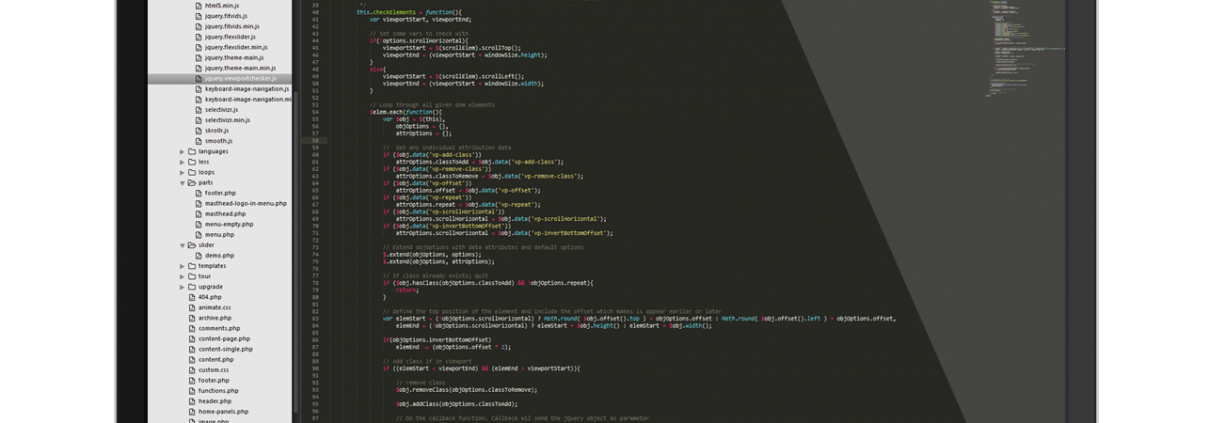 html5.min.js
jquery.fitvids.js
jquery.fitvids.min.js
jquery.flexslider.js
jquery.flexslider.min.js
jquery.theme-main.js
jquery.theme-main.min.js
jquery.viewportchecker.js
keyboard-image-navigation.js
keyboard-image-navigation.mi
selectivizr.js
selectivizr.min.js
skrollr.js
smooth.js
languages
less
loops
parts
footer.php
masthead-logo-in-menu.php
masthead.php
menu-empty.php
menu.php
slider
demo.php
templates
tour
upgrade
404.php
animate.css
archive.php
comments.php
content-page.php
content-single.php
content.php
custom.css
footer.php
functions.php
header.php
home-panels.php
image.php
39 */
40 this.checkElements = function(){
41 var viewportStart, viewportEnd;
42
43 // Set some vars to check with
44 if(!options.scrollHorizontal){
45 viewportStart = $(scrollElem).scrollTop();
46 viewportEnd = (viewportStart + windowSize.height);
47 }
48 else{
49 viewportStart = $(scrollElem).scrollLeft();
50 viewportEnd = (viewportStart + windowSize.width);
51 }
52
53 // Loop through all given dom elements
54 $elem.each(function(){
55 var $obj = $(this),
56 objOptions = {},
57 attrOptions = {};
58
59 // Get any individual attribution data
60 if ($obj.data('vp-add-class'))
61 attrOptions.classToAdd = $obj.data('vp-add-class');
62 if ($obj.data('vp-remove-class'))
63 attrOptions.classToRemove = $obj.data('vp-remove-class');
64 if ($obj.data('vp-offset'))
65 attrOptions.offset = $obj.data('vp-offset');
66 if ($obj.data('vp-repeat'))
67 attrOptions.repeat = $obj.data('vp-repeat');
68 if ($obj.data('vp-scrollHorizontal'))
69 attrOptions.scrollHorizontal = $obj.data('vp-scrollHorizontal');
70 if ($obj.data('vp-invertBottomOffset'))
71 attrOptions.scrollHorizontal = $obj.data('vp-invertBottomOffset');
72
73 // Extend objOptions with data attributes and default options
74 $.extend(objOptions, options);
75 $.extend(objOptions, attrOptions);
76
77 // If class already exists; quit
78 if ($obj.hasClass(objOptions.classToAdd) && !objOptions.repeat){
79 return;
80 }
81
82 // define the top position of the element and include the offset which makes is appear earlier or later
83 var elemStart = (!objOptions.scrollHorizontal) ? Math.round( $obj.offset().top ) + objOptions.offset : Math.round( $obj.offset().left ) + objOptions.offset,
84 elemEnd = (!objOptions.scrollHorizontal) ? elemStart + $obj.height() : elemStart + $obj.width();
85
86 if(objOptions.invertBottomOffset)
87 elemEnd -= (objOptions.offset * 2);
88
89 // Add class if in viewport
90 if ((elemStart < viewportEnd) && (elemEnd > viewportStart)){
91
92 // remove class
93 $obj.removeClass(objOptions.classToRemove);
94
95 $obj.addClass(objOptions.classToAdd);
96
97 // Do the callback function. Callback wil send the jQuery object as parameter